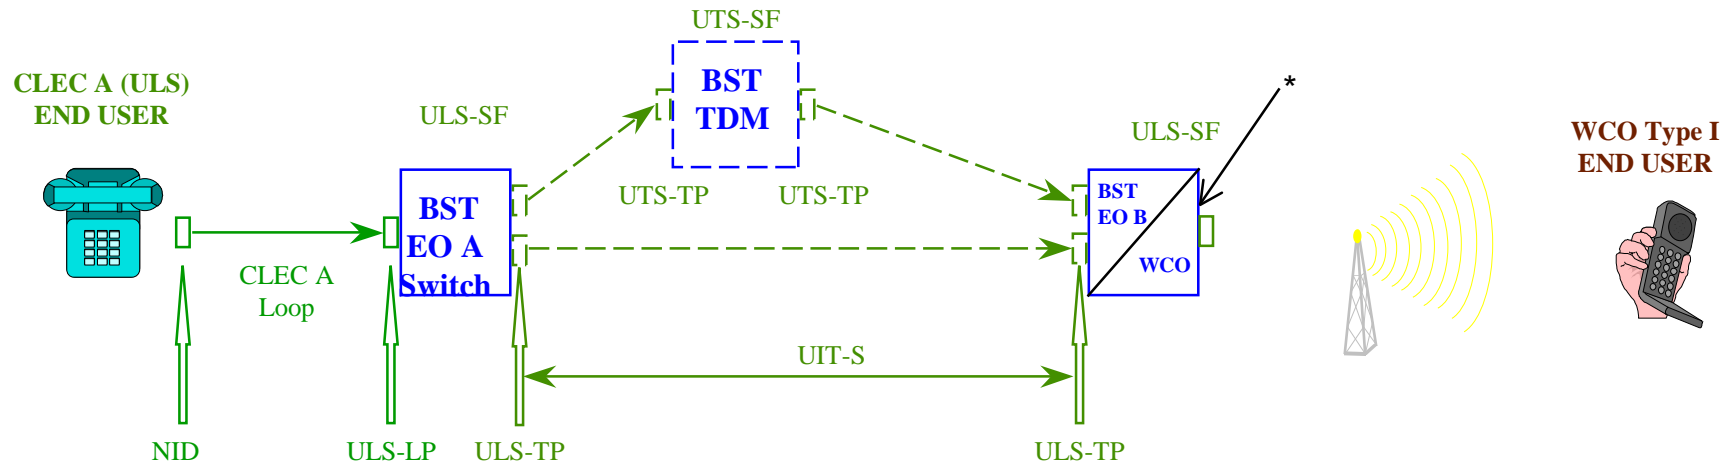 UTS-SF
CLEC A (ULS)
END USER
BST
TDM
*
ULS-SF
ULS-SF
WCO Type I
END USER
UTS-TP
UTS-TP
BST
EO A
Switch
BST
EO B
WCO
CLEC A
Loop
UIT-S
NID
ULS-LP
ULS-TP
ULS-TP